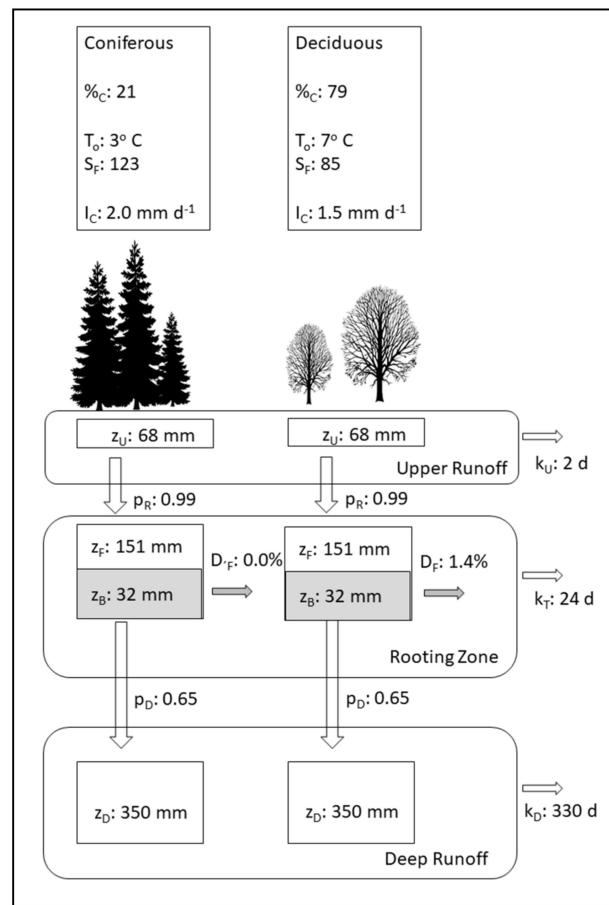 Coniferous
%C: 21
To: 3° C
SF: 123
IC: 2.0 mm d-1
Deciduous
%C: 79
To: 7° C
SF: 85
IC: 1.5 mm d-1
zU: 68 mm
zU: 68 mm
Upper Runoff
kU: 2 d
pR: 0.99
pR: 0.99
zF: 151 mm
D'F: 0.0%
zF: 151 mm
DF: 1.4%
zB: 32 mm
zB: 32 mm
kT: 24 d
Rooting Zone
pD: 0.65
pD: 0.65
zD: 350 mm
zD: 350 mm
kD: 330 d
Deep Runoff